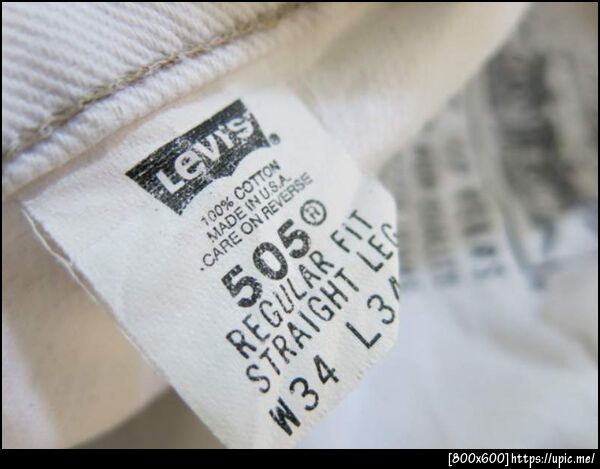 Levi's®
100% COTTON
MADE IN U.S.A.
CARE ON REVERSE
505®
REGULAR FIT
STRAIGHT LEG
W34 L34
[800x600]https://upic.me/